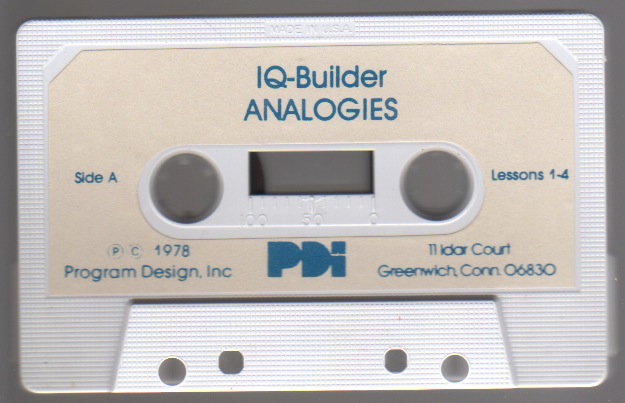 MADE IN U.S.A.
IQ-Builder
ANALOGIES
Side A
Lessons 1-4
100 50 0
Ⓟ Ⓒ 1978
Program Design, Inc
PDI
11 Idar Court
Greenwich, Conn. 06830